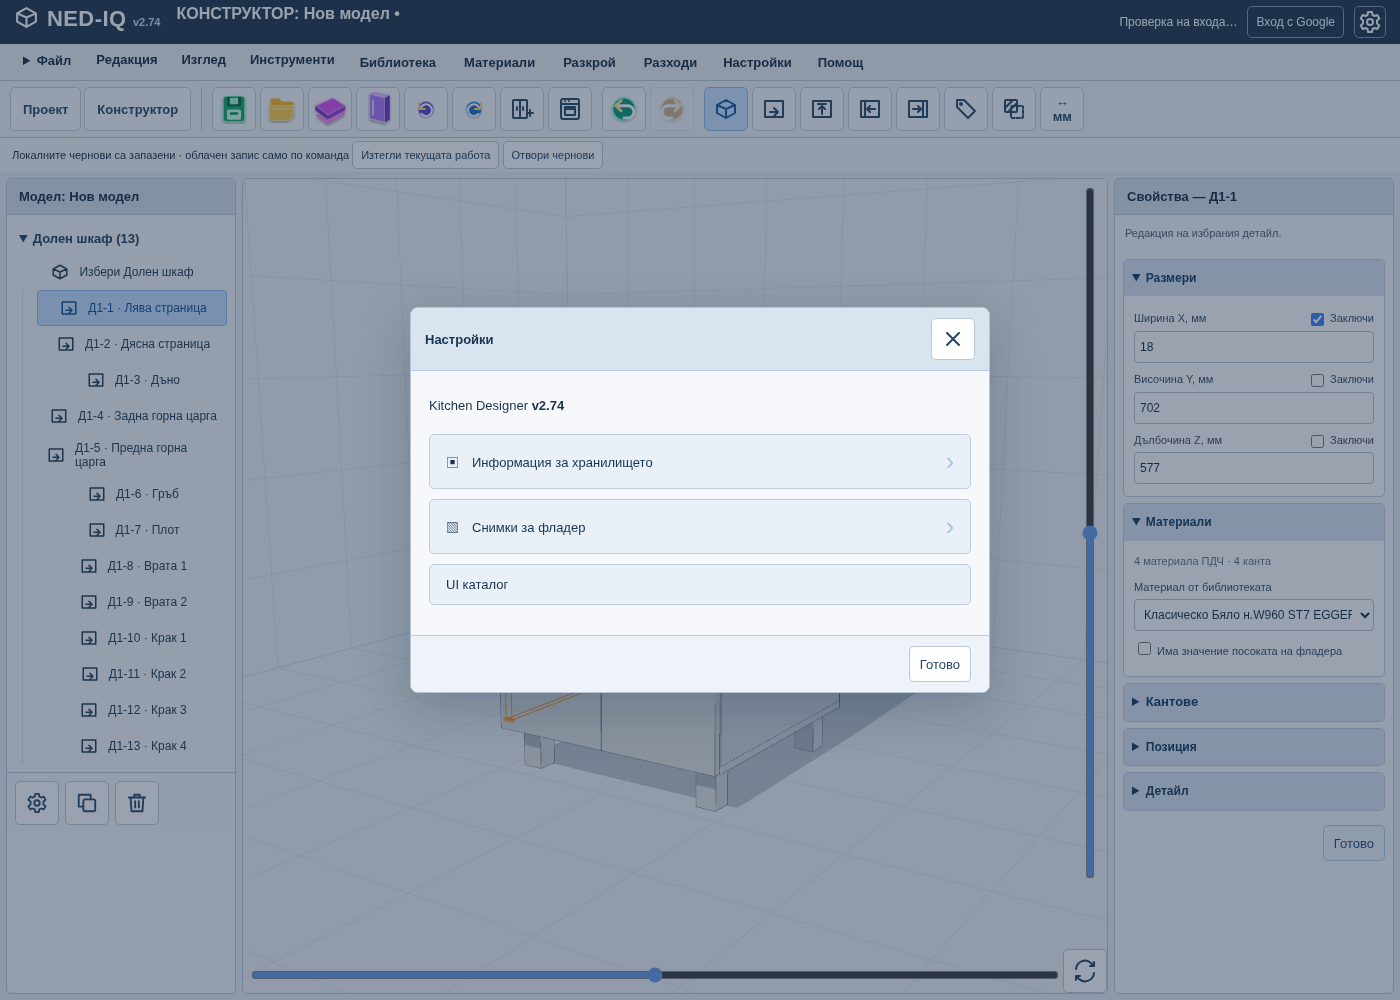 NED-IQ v2.74
КОНСТРУКТОР: Нов модел •
Проверка на входа…
Вход с Google
Файл
Редакция
Изглед
Инструменти
Библиотека
Материали
Разкрой
Разходи
Настройки
Помощ
Проект
Конструктор
↔
мм
Локалните чернови са запазени · облачен запис само по команда
Изтегли текущата работа
Отвори чернови
Модел: Нов модел
Долен шкаф (13)
Избери Долен шкаф
Д1-1 · Лява страница
Д1-2 · Дясна страница
Д1-3 · Дъно
Д1-4 · Задна горна царга
Д1-5 · Предна горна
царга
Д1-6 · Гръб
Д1-7 · Плот
Д1-8 · Врата 1
Д1-9 · Врата 2
Д1-10 · Крак 1
Д1-11 · Крак 2
Д1-12 · Крак 3
Д1-13 · Крак 4
Настройки
Kitchen Designer v2.74
Информация за хранилището
Снимки за фладер
UI каталог
Готово
Свойства — Д1-1
Редакция на избрания детайл.
Размери
Ширина X, мм
Заключи
18
Височина Y, мм
Заключи
702
Дълбочина Z, мм
Заключи
577
Материали
4 материала ПДЧ · 4 канта
Материал от библиотеката
Класическо Бяло н.W960 ST7 EGGER
Има значение посоката на фладера
Кантове
Позиция
Детайл
Готово